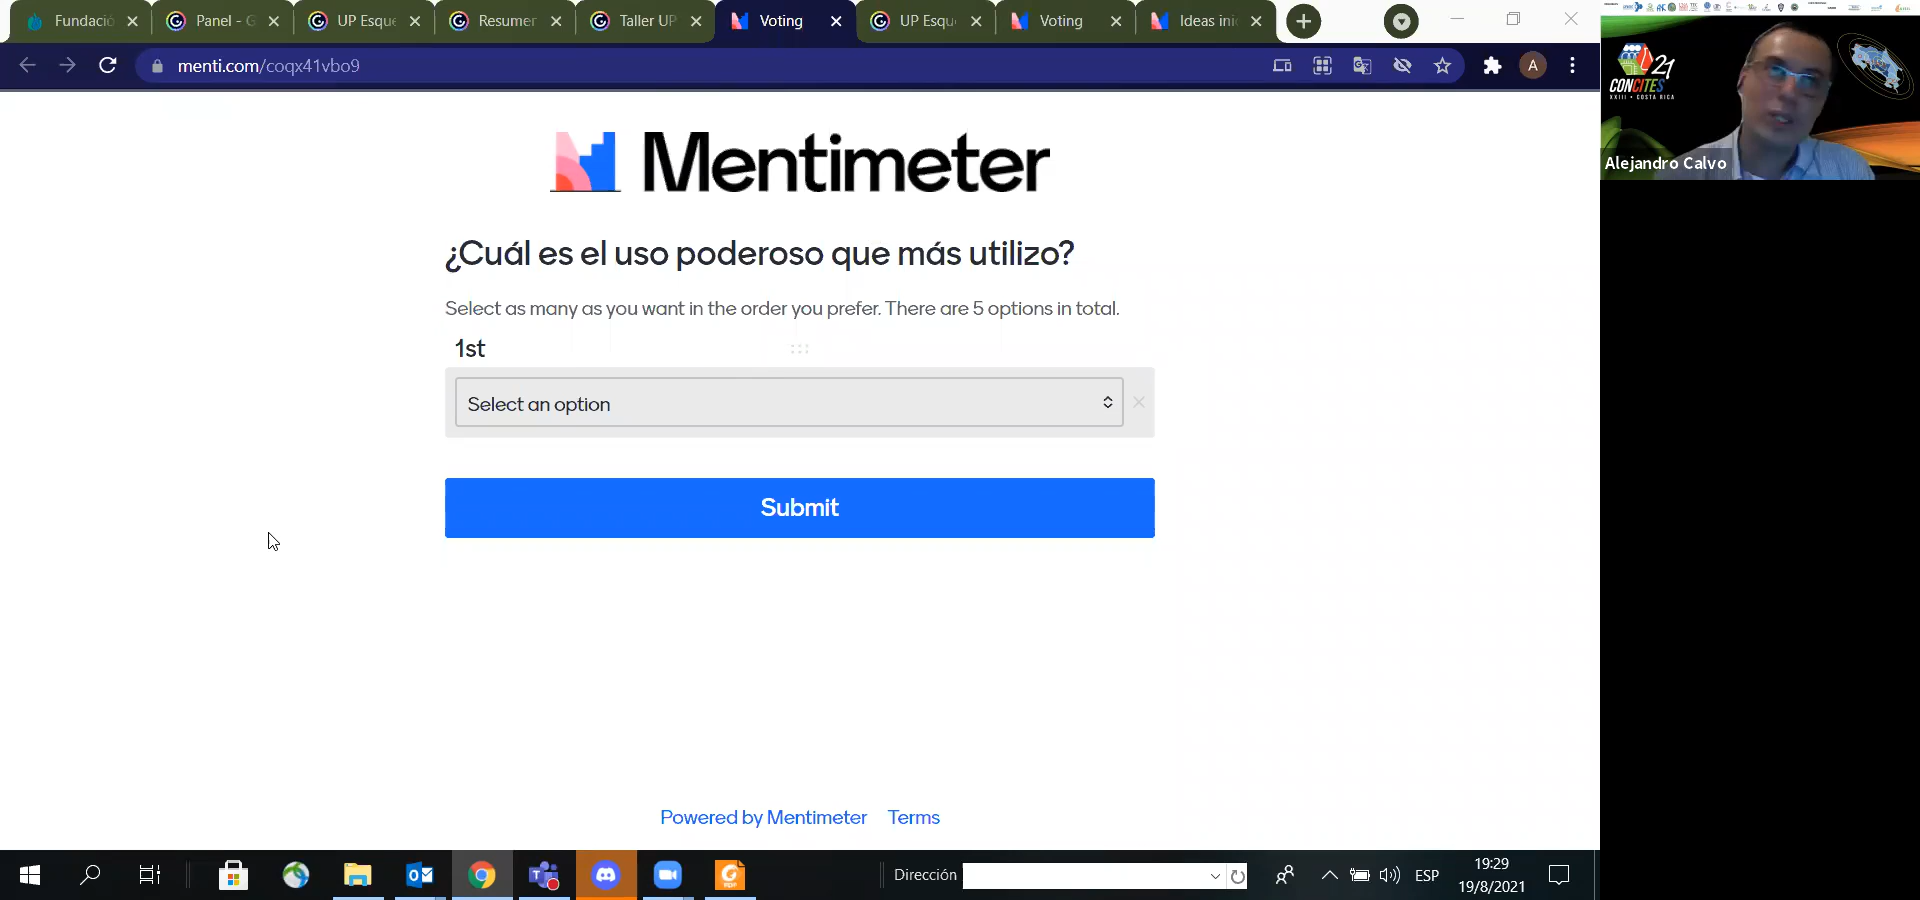 Fundació
Panel - G
UP Esque
Resumen
Taller UP
Voting
UP Esqu
Voting
Ideas ini
menti.com/coqx41vbo9
A
Mentimeter
¿Cuál es el uso poderoso que más utilizo?
Select as many as you want in the order you prefer. There are 5 options in total.
1st
Select an option
Submit
Powered by Mentimeter
Terms
21
CONCITES
XXIII • COSTA RICA
Alejandro Calvo
Dirección
ESP
19:29
19/8/2021